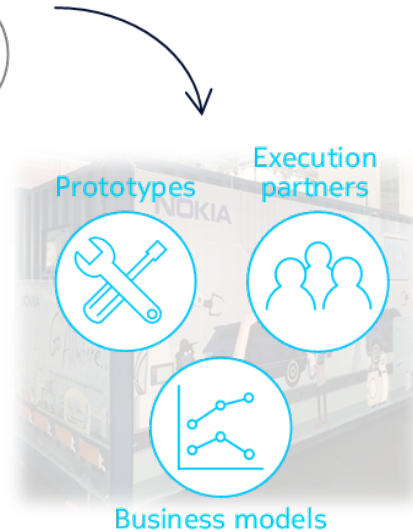 Execution
partners
Prototypes
NOKIA
Business models